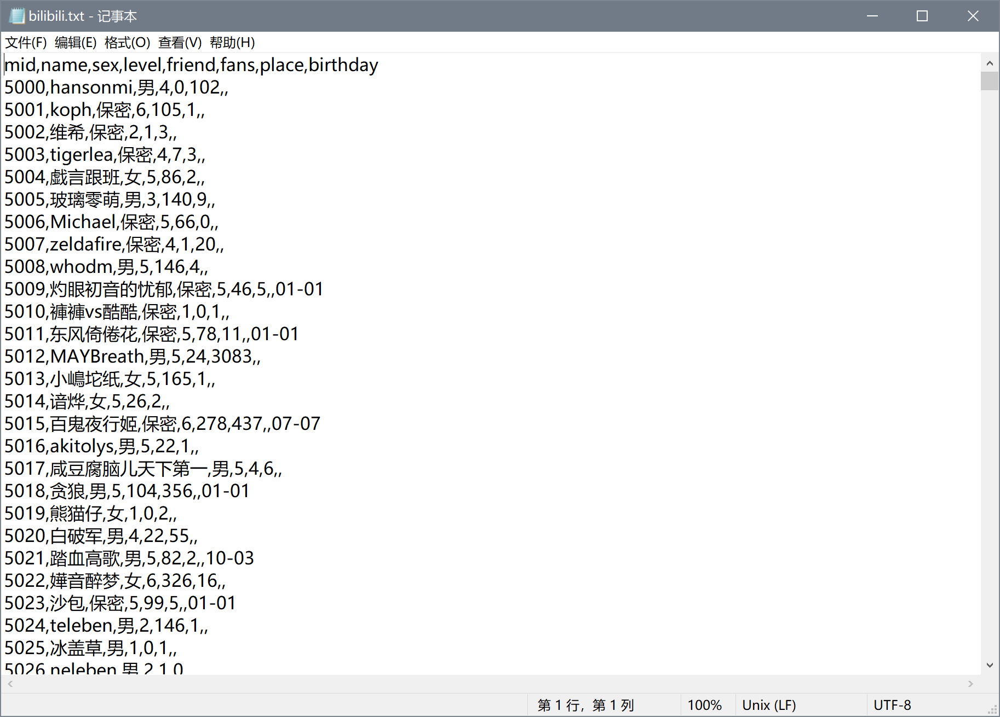 bilibili.txt - 记事本
文件(F) 编辑(E) 格式(O) 查看(V) 帮助(H)
mid,name,sex,level,friend,fans,place,birthday
5000,hansonmi,男,4,0,102,,
5001,koph,保密,6,105,1,,
5002,维希,保密,2,1,3,,
5003,tigerlea,保密,4,7,3,,
5004,戯言跟班,女,5,86,2,,
5005,玻璃零萌,男,3,140,9,,
5006,Michael,保密,5,66,0,,
5007,zeldafire,保密,4,1,20,,
5008,whodm,男,5,146,4,,
5009,灼眼初音的忧郁,保密,5,46,5,,01-01
5010,裤裤vs酷酷,保密,1,0,1,,
5011,东风倚倦花,保密,5,78,11,,01-01
5012,MAYBreath,男,5,24,3083,,
5013,小嶋坨纸,女,5,165,1,,
5014,谙烨,女,5,26,2,,
5015,百鬼夜行姬,保密,6,278,437,,07-07
5016,akitolys,男,5,22,1,,
5017,咸豆腐脑儿天下第一,男,5,4,6,,
5018,贪狼,男,5,104,356,,01-01
5019,熊猫仔,女,1,0,2,,
5020,白破军,男,4,22,55,,
5021,踏血高歌,男,5,82,2,,10-03
5022,嬅音醉梦,女,6,326,16,,
5023,沙包,保密,5,99,5,,01-01
5024,teleben,男,2,146,1,,
5025,冰盖草,男,1,0,1,,
5026,neleben,男,2,1,0
第 1 行，第 1 列 100% Unix (LF) UTF-8